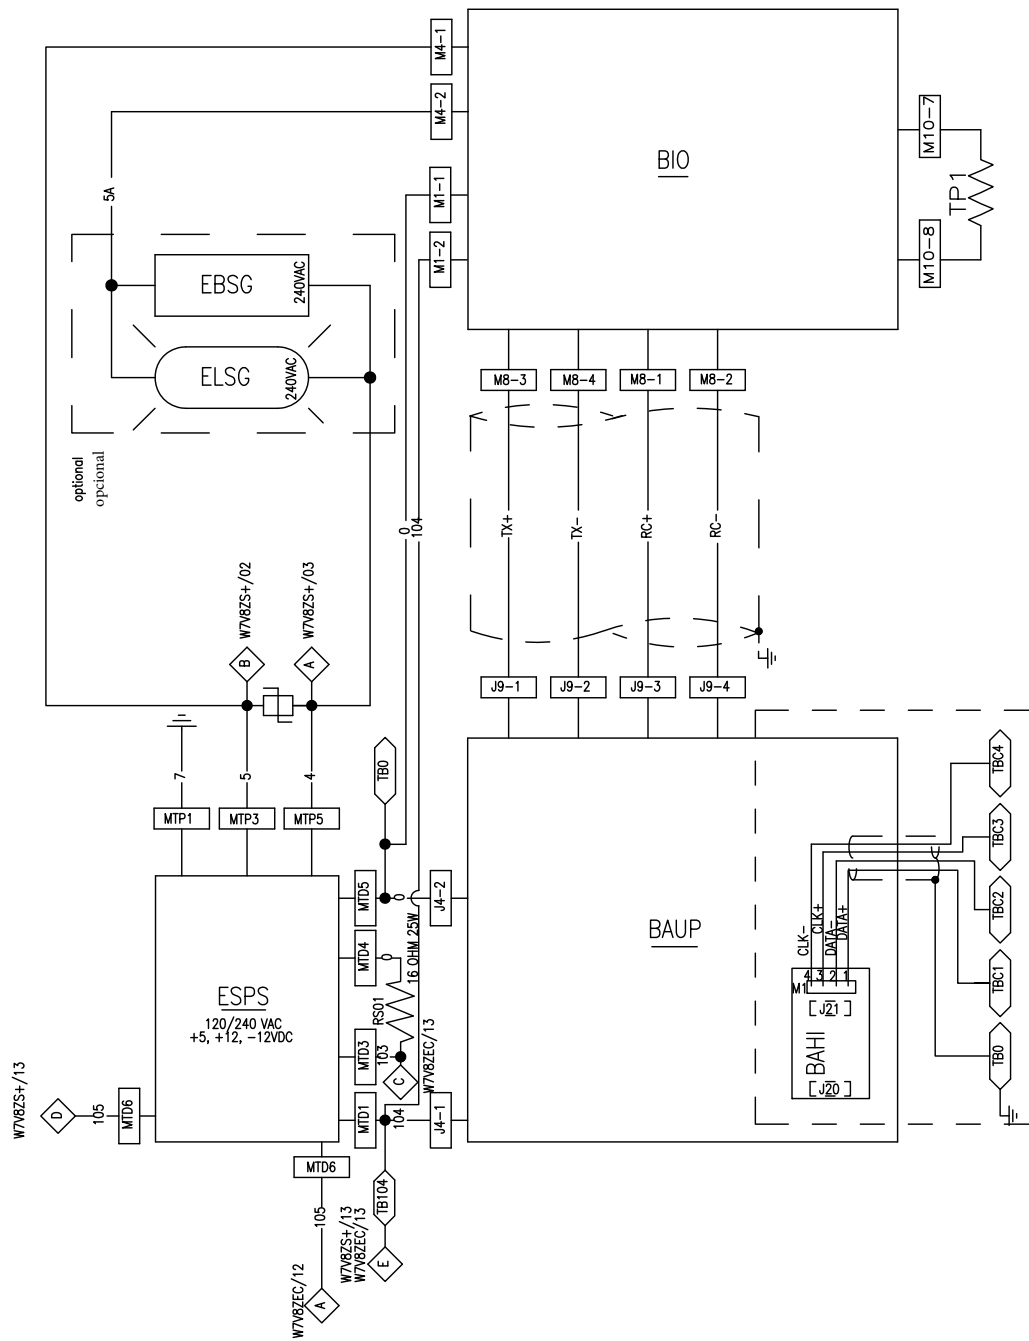 M4-1
M4-2
M1-1
M1-2
BIO
M10-7
M10-8
TP1
5A
EBSG
240VAC
ELSG
240VAC
optional
opcional
0
104
M8-3
M8-4
M8-1
M8-2
TX+
TX-
RC+
RC-
J9-1
J9-2
J9-3
J9-4
W7V8ZS+/02
B
W7V8ZS+/03
A
7
5
4
MTP1
MTP3
MTP5
TB0
ESPS
120/240 VAC
+5, +12, -12VDC
MTD5
0
J4-2
MTD4
0
16 OHM 25W
RS01
MTD3
103
C
W7V8ZEC/13
MTD1
104
J4-1
W7V8ZS+/13
D
105
MTD6
MTD6
105
W7V8ZEC/12
A
TB104
W7V8ZS+/13
W7V8ZEC/13
E
BAUP
CLK-
CLK+
DATA-
DATA+
M1
4
3
2
1
J21
BAHI
J20
TBC4
TBC3
TBC2
TBC1
TB0